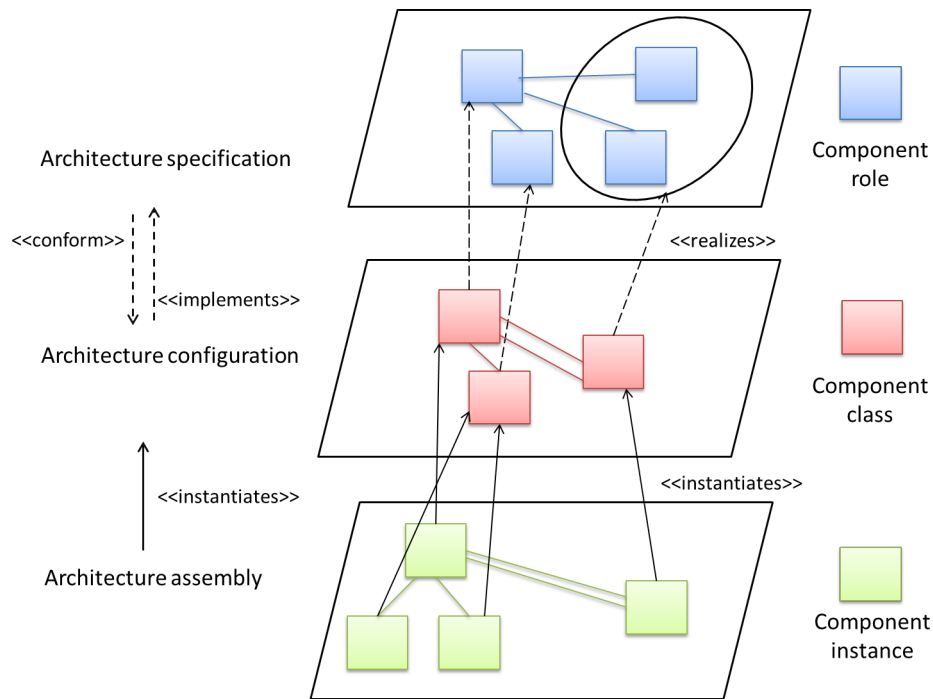 Architecture specification
<<conform>>
<<implements>>
Architecture configuration
<<instantiates>>
Architecture assembly
<<realizes>>
<<instantiates>>
Component
role
Component
class
Component
instance